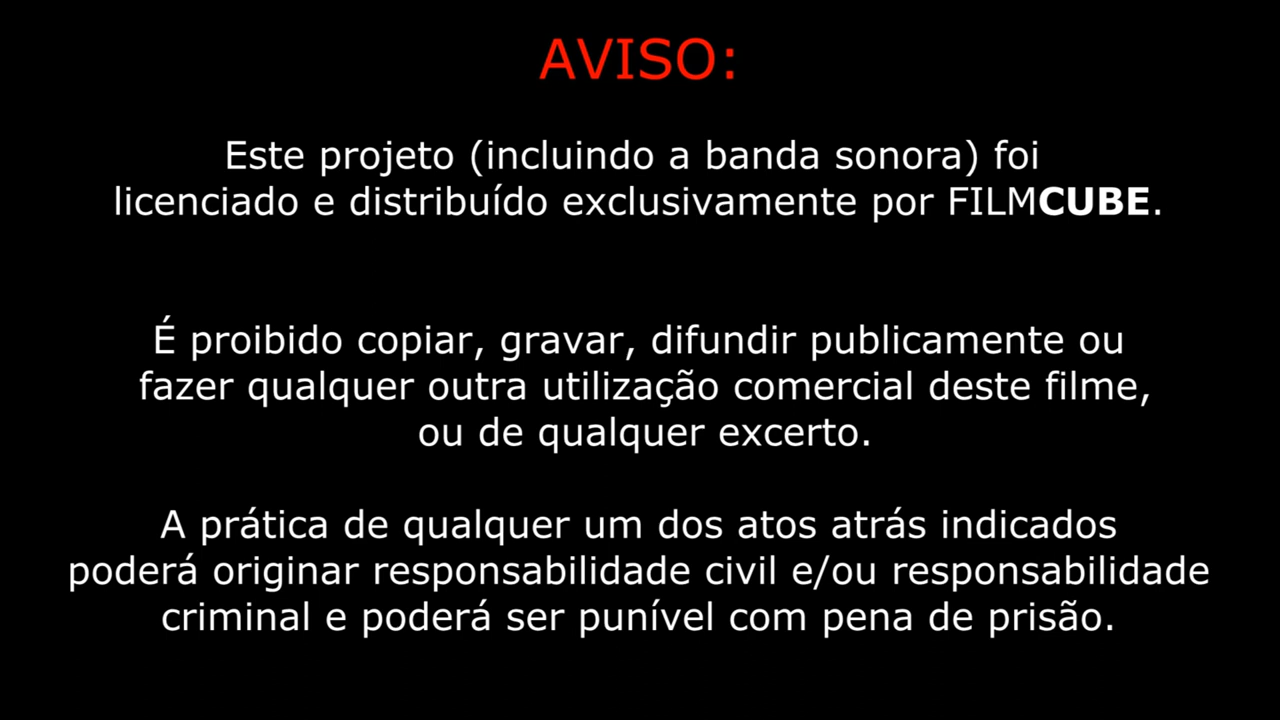 AVISO:
Este projeto (incluindo a banda sonora) foi
licenciado e distribuído exclusivamente por FILMCUBE.
É proibido copiar, gravar, difundir publicamente ou
fazer qualquer outra utilização comercial deste filme,
ou de qualquer excerto.
A prática de qualquer um dos atos atrás indicados
poderá originar responsabilidade civil e/ou responsabilidade
criminal e poderá ser punível com pena de prisão.